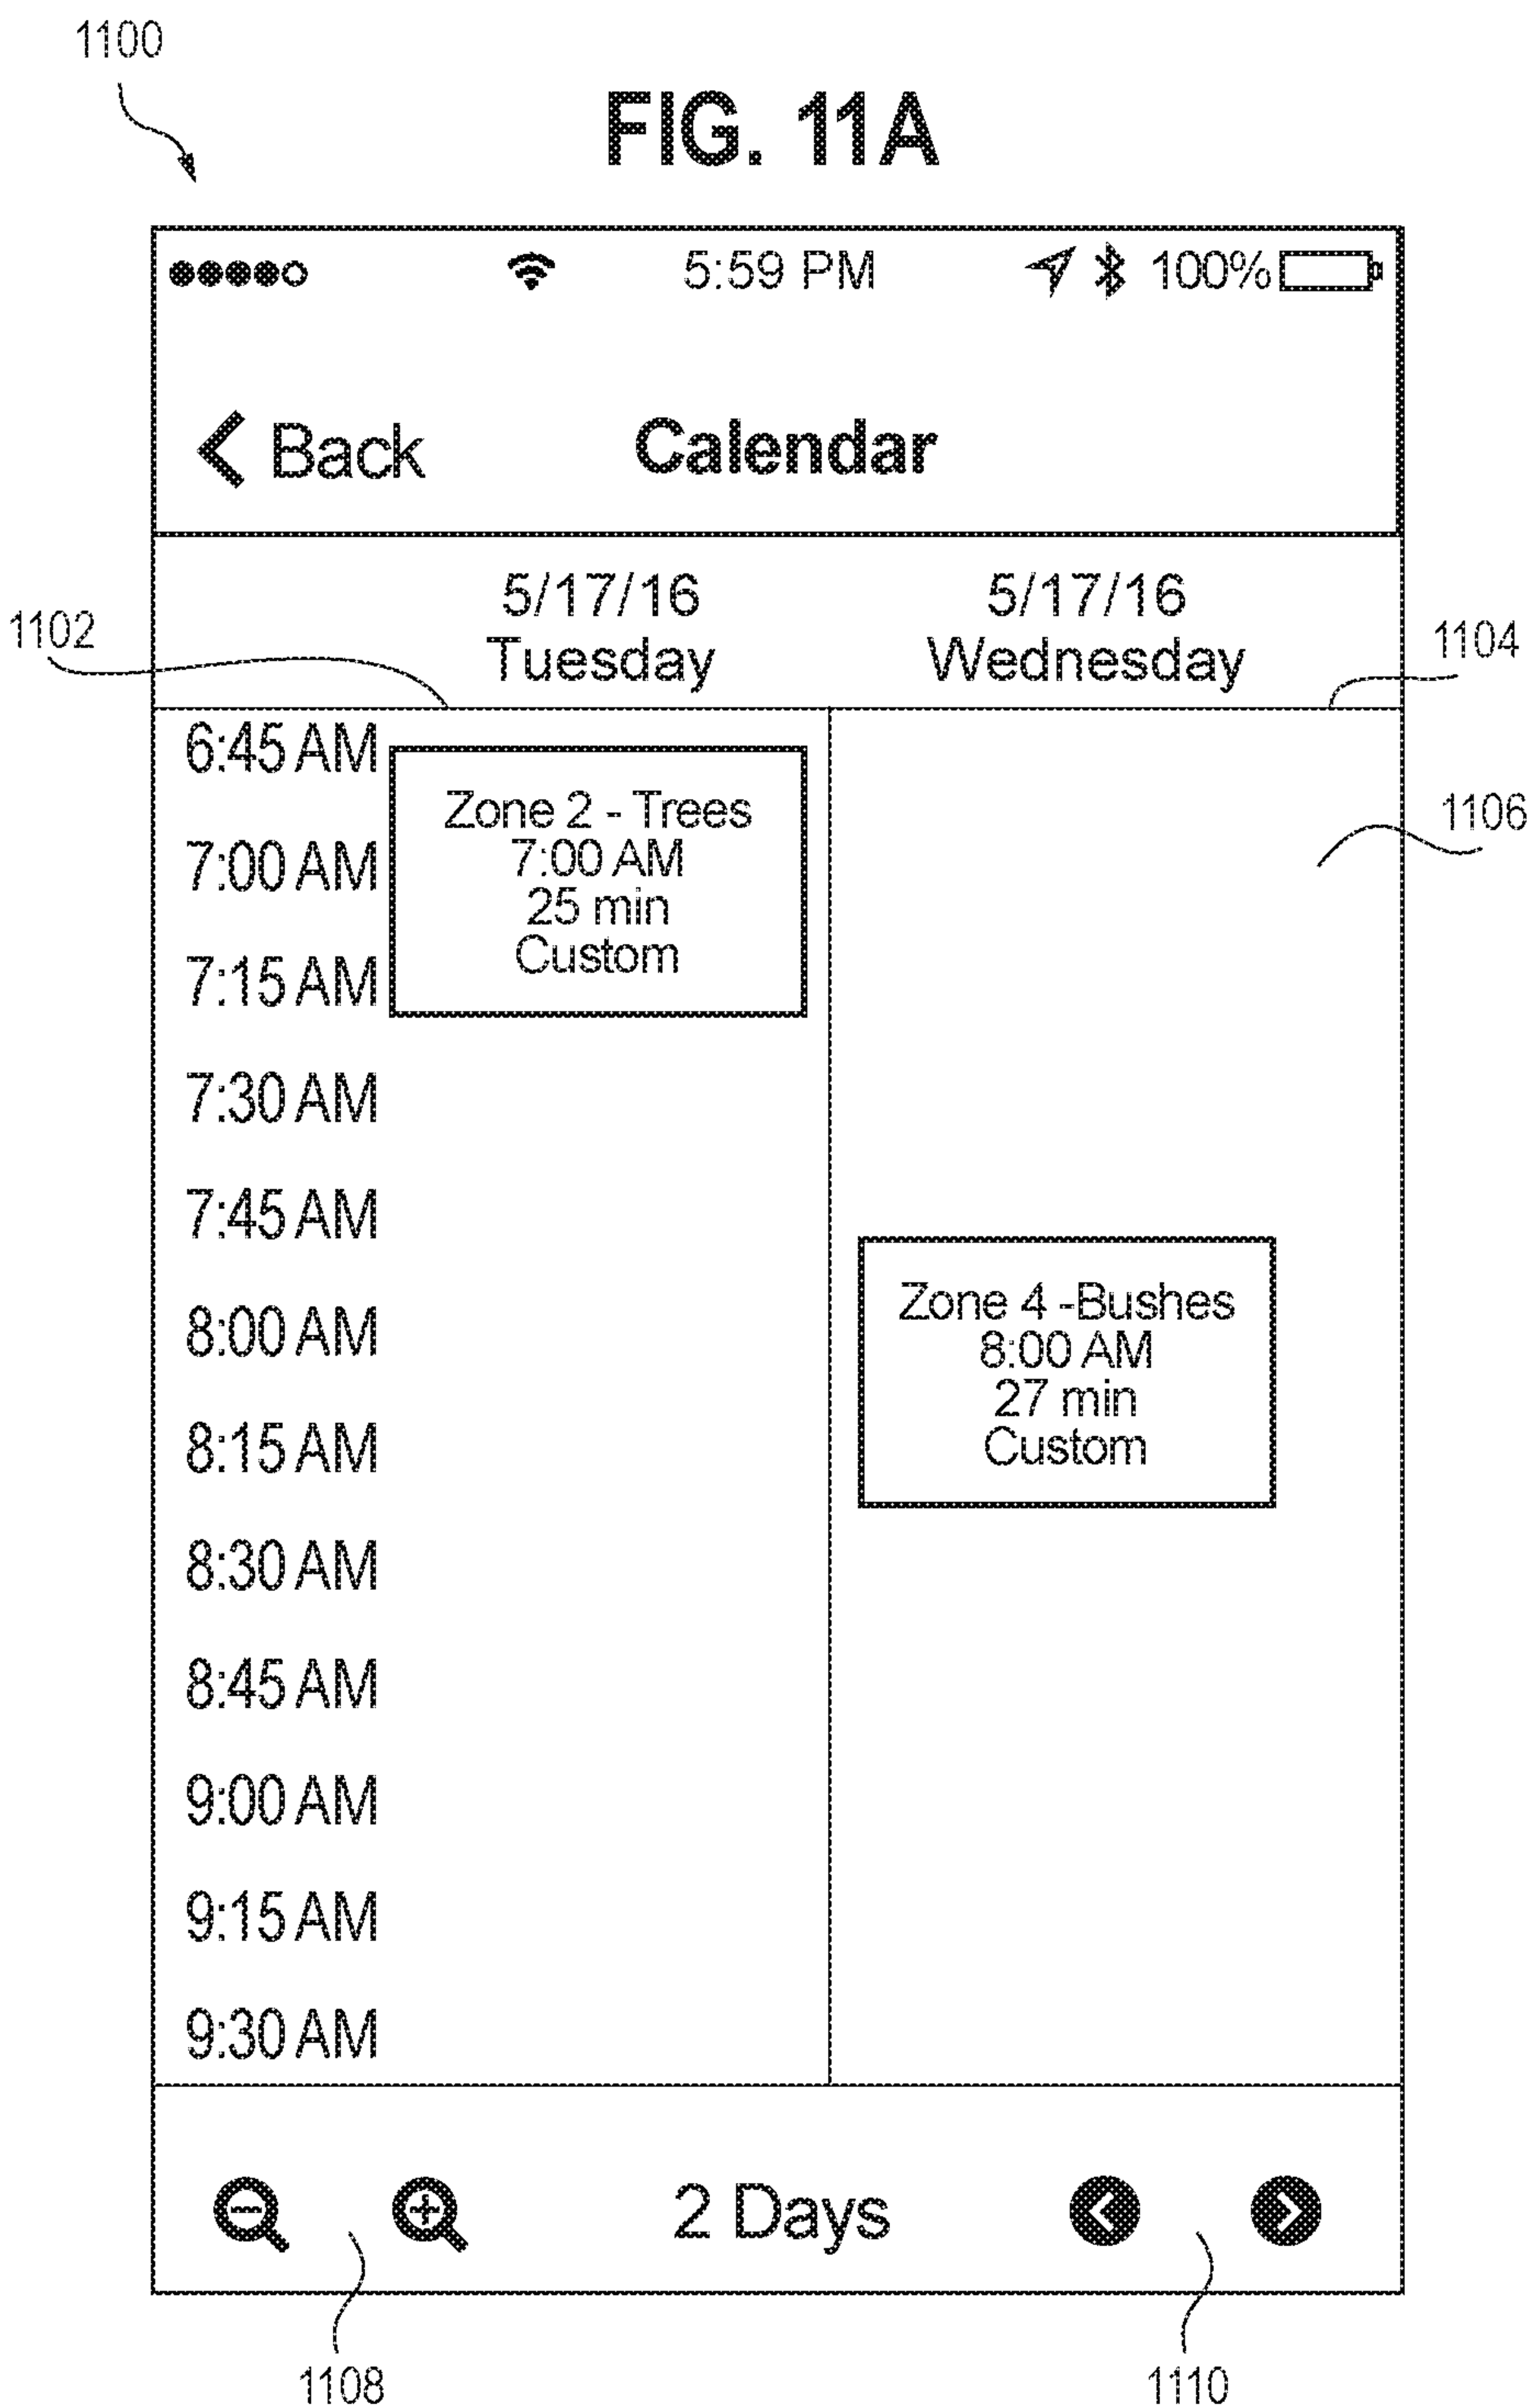 1100
FIG. 11A
5:59 PM 100%
Back Calendar
5/17/16 5/17/16
1102 Tuesday Wednesday 1104
6:45 AM
Zone 2 - Trees
7:00 AM
25 min
Custom
1106
7:00 AM
7:15 AM
7:30 AM
7:45 AM
8:00 AM
Zone 4 -Bushes
8:00 AM
27 min
Custom
8:15 AM
8:30 AM
8:45 AM
9:00 AM
9:15 AM
9:30 AM
2 Days
1108 1110